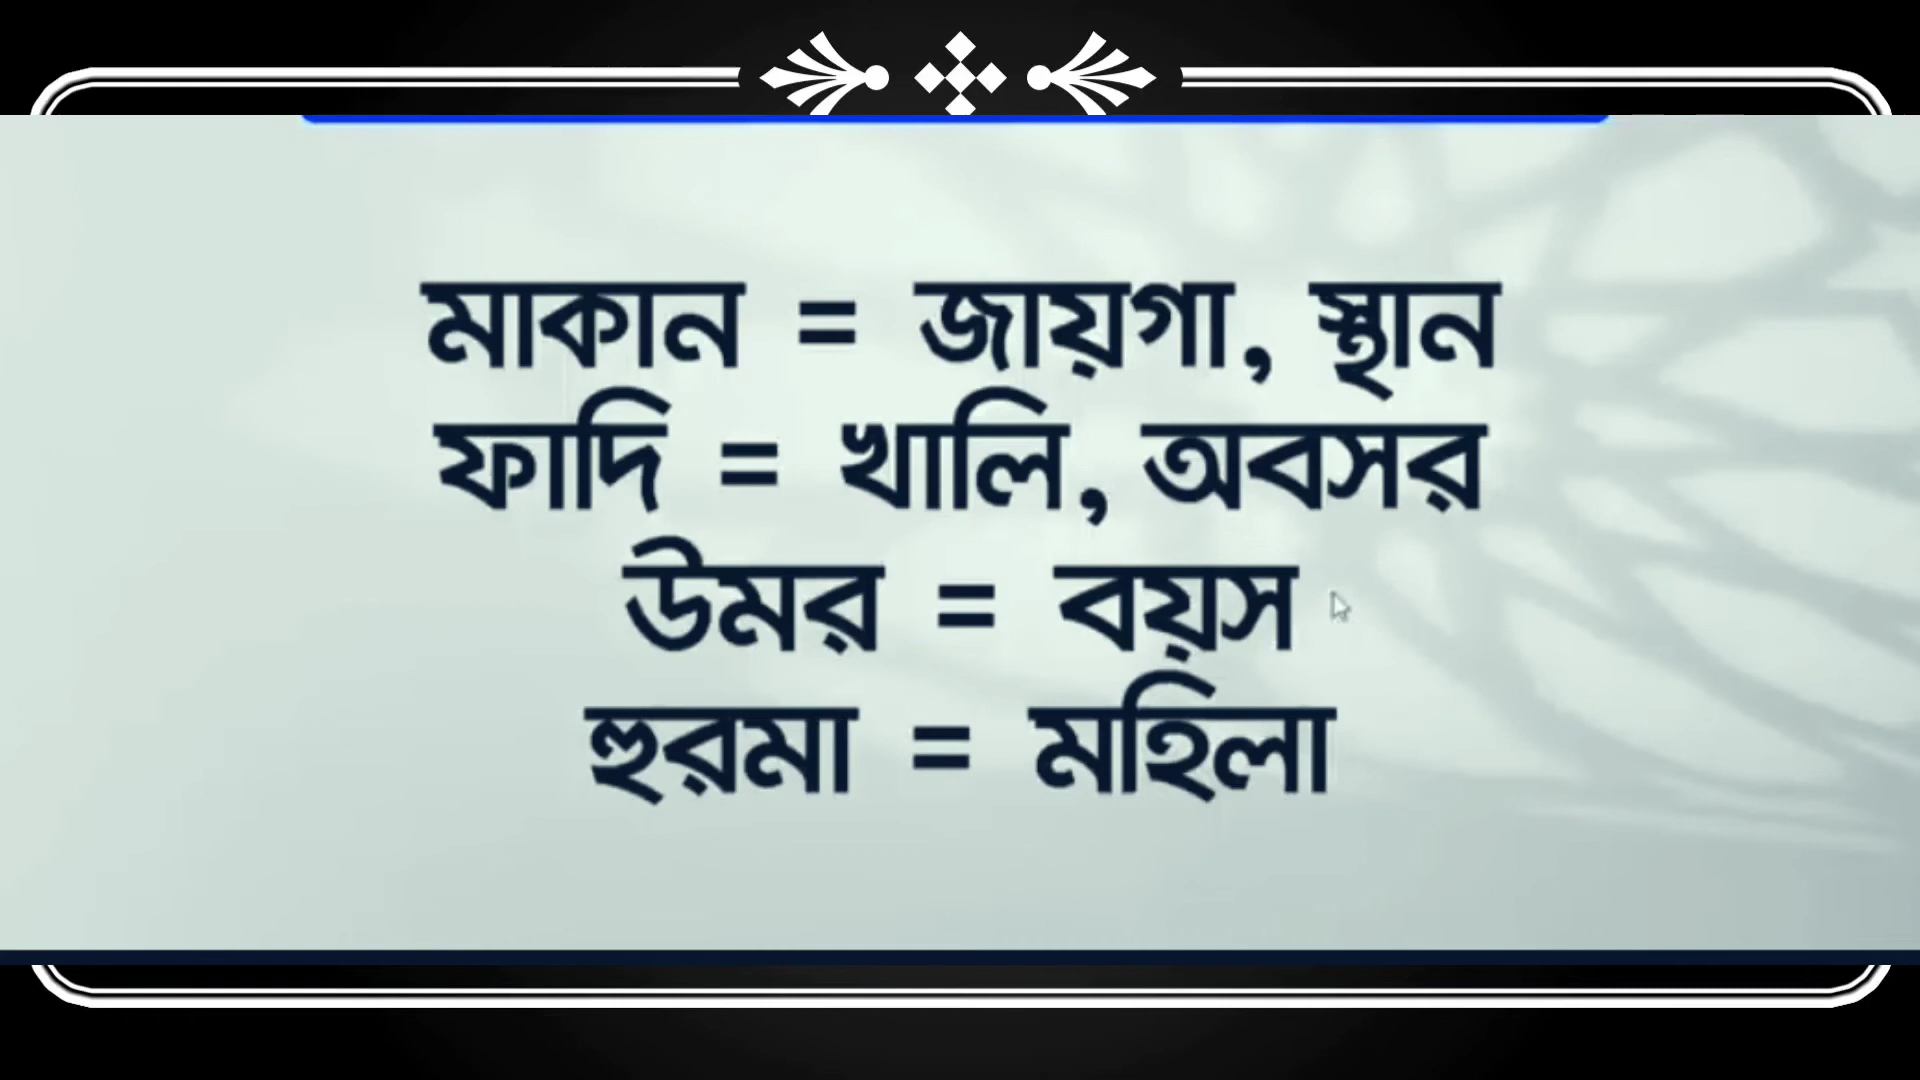 মাকান = জায়গা, স্থান
ফাদি = খালি, অবসর
উমর = বয়স
হুরমা = মহিলা